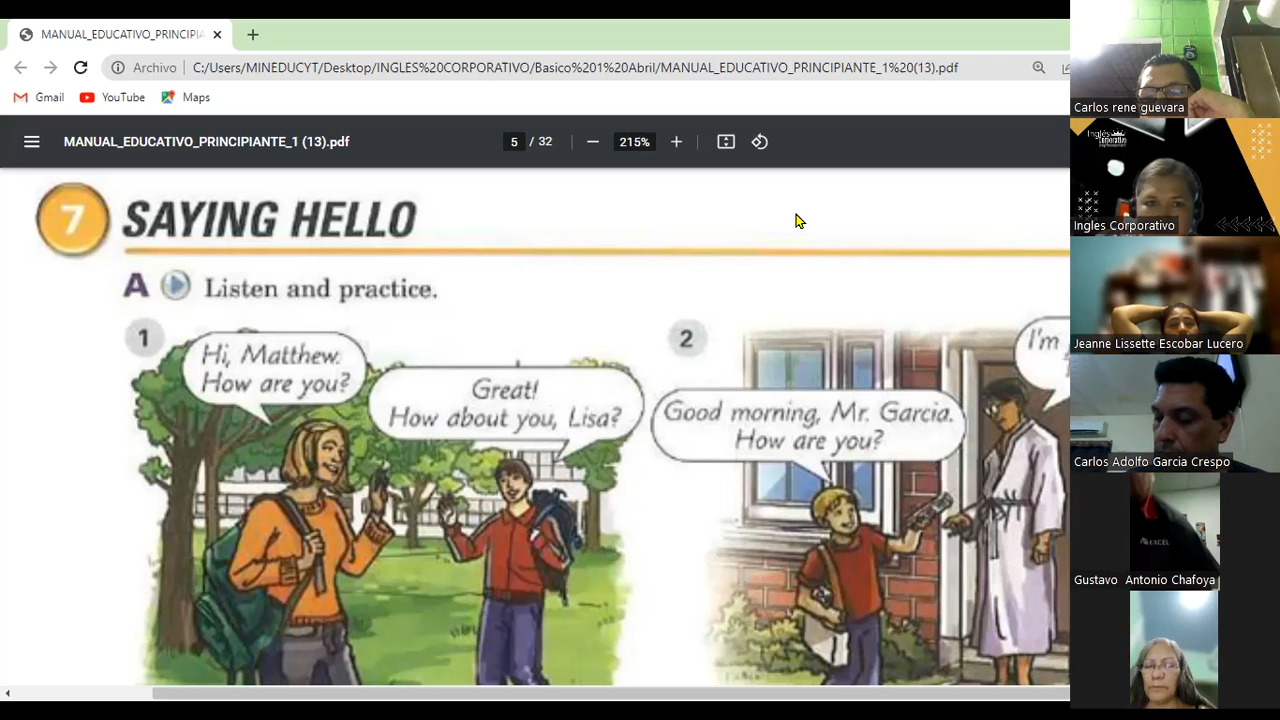 MANUAL_EDUCATIVO_PRINCIPIA
Archivo
C:/Users/MINEDUCYT/Desktop/INGLES%20CORPORATIVO/Basico%201%20Abril/MANUAL_EDUCATIVO_PRINCIPIANTE_1%20(13).pdf
Gmail
YouTube
Maps
MANUAL_EDUCATIVO_PRINCIPIANTE_1 (13).pdf
5 / 32
215%
7 SAYING HELLO
A Listen and practice.
1
Hi, Matthew.
How are you?
Great!
How about you, Lisa?
2
Good morning, Mr. Garcia.
How are you?
I'm
Carlos rene guevara
Inglés
Corporativo
Ingles Corporativo
Jeanne Lissette Escobar Lucero
Carlos Adolfo Garcia Crespo
EXCEL
Gustavo Antonio Chafoya